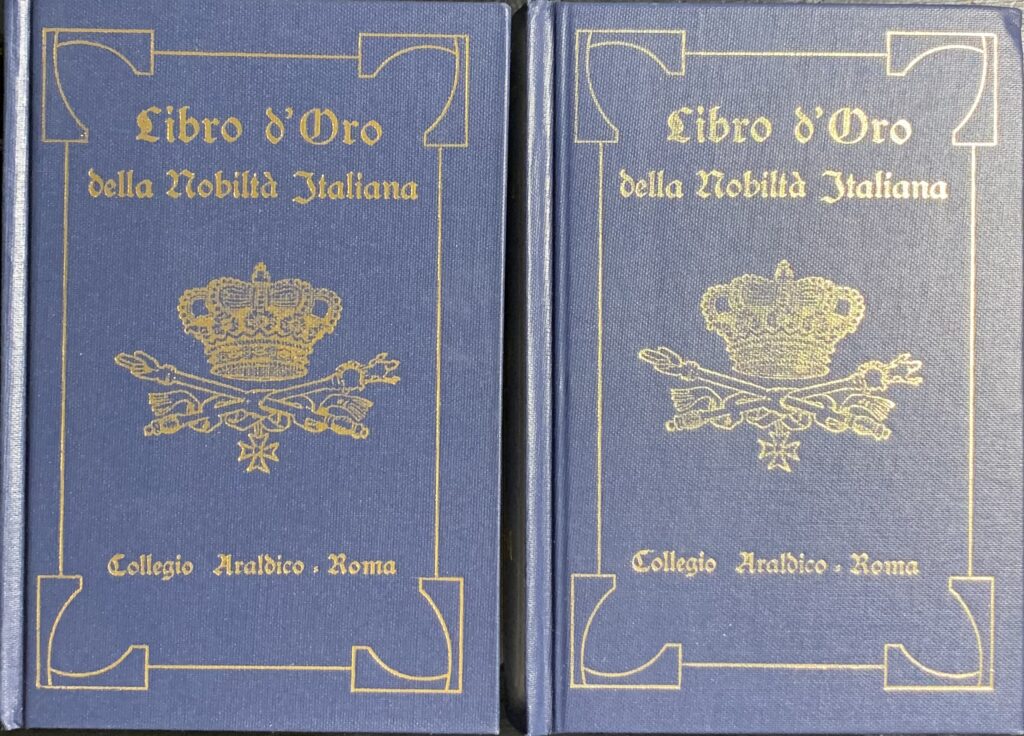 Libro d'Oro
della Nobiltà Italiana
Collegio Araldico - Roma
Libro d'Oro
della Nobiltà Italiana
Collegio Araldico - Roma